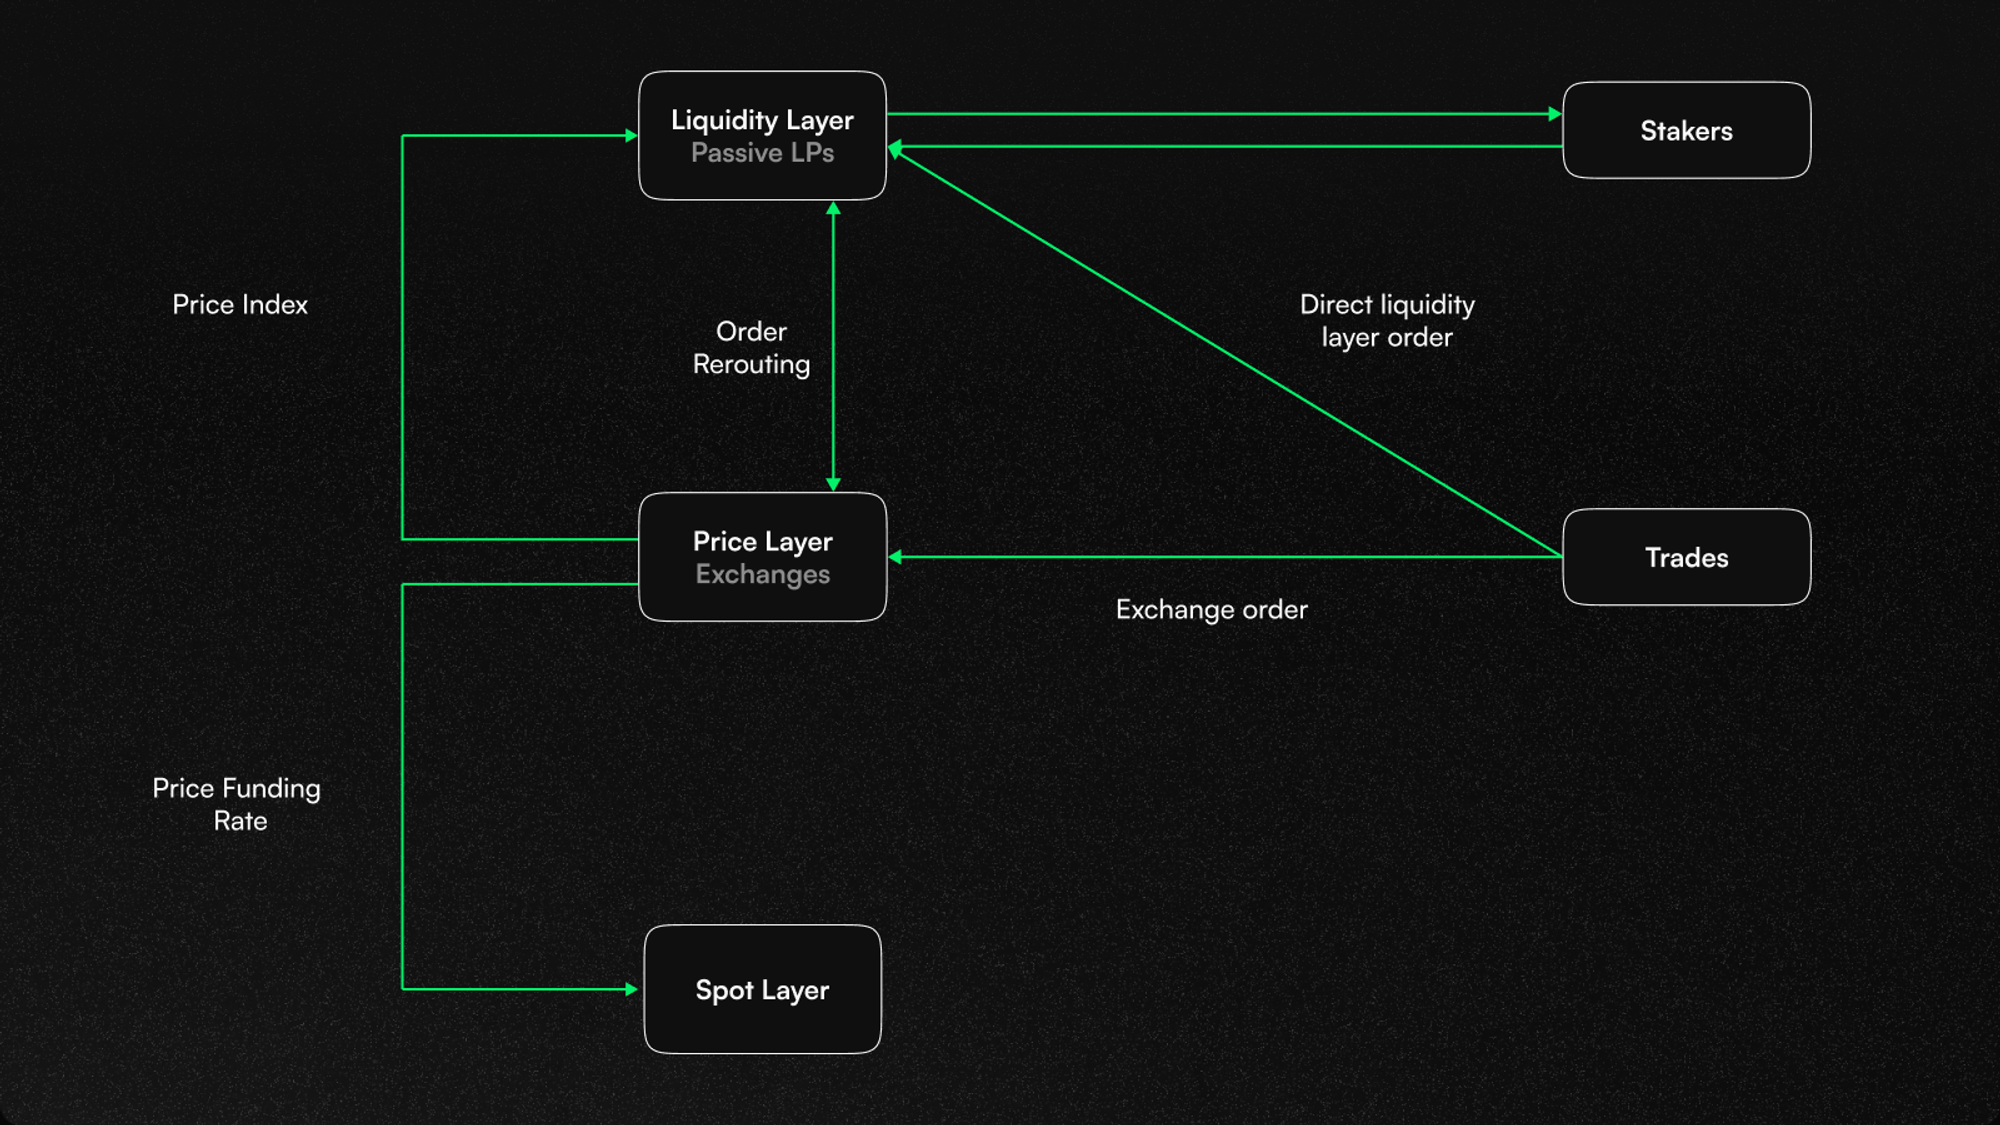 Liquidity Layer
Passive LPs
Stakers
Price Index
Order
Rerouting
Direct liquidity
layer order
Price Layer
Exchanges
Trades
Exchange order
Price Funding
Rate
Spot Layer